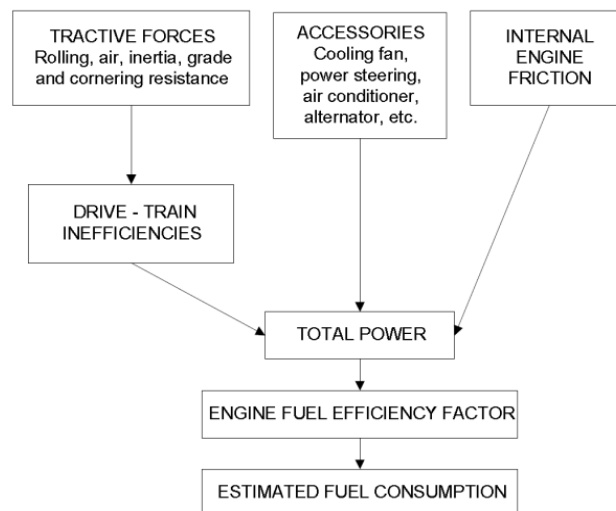 TRACTIVE FORCES
Rolling, air, inertia, grade
and cornering resistance
ACCESSORIES
Cooling fan,
power steering,
air conditioner,
alternator, etc.
INTERNAL
ENGINE
FRICTION
DRIVE - TRAIN
INEFFICIENCIES
TOTAL POWER
ENGINE FUEL EFFICIENCY FACTOR
ESTIMATED FUEL CONSUMPTION